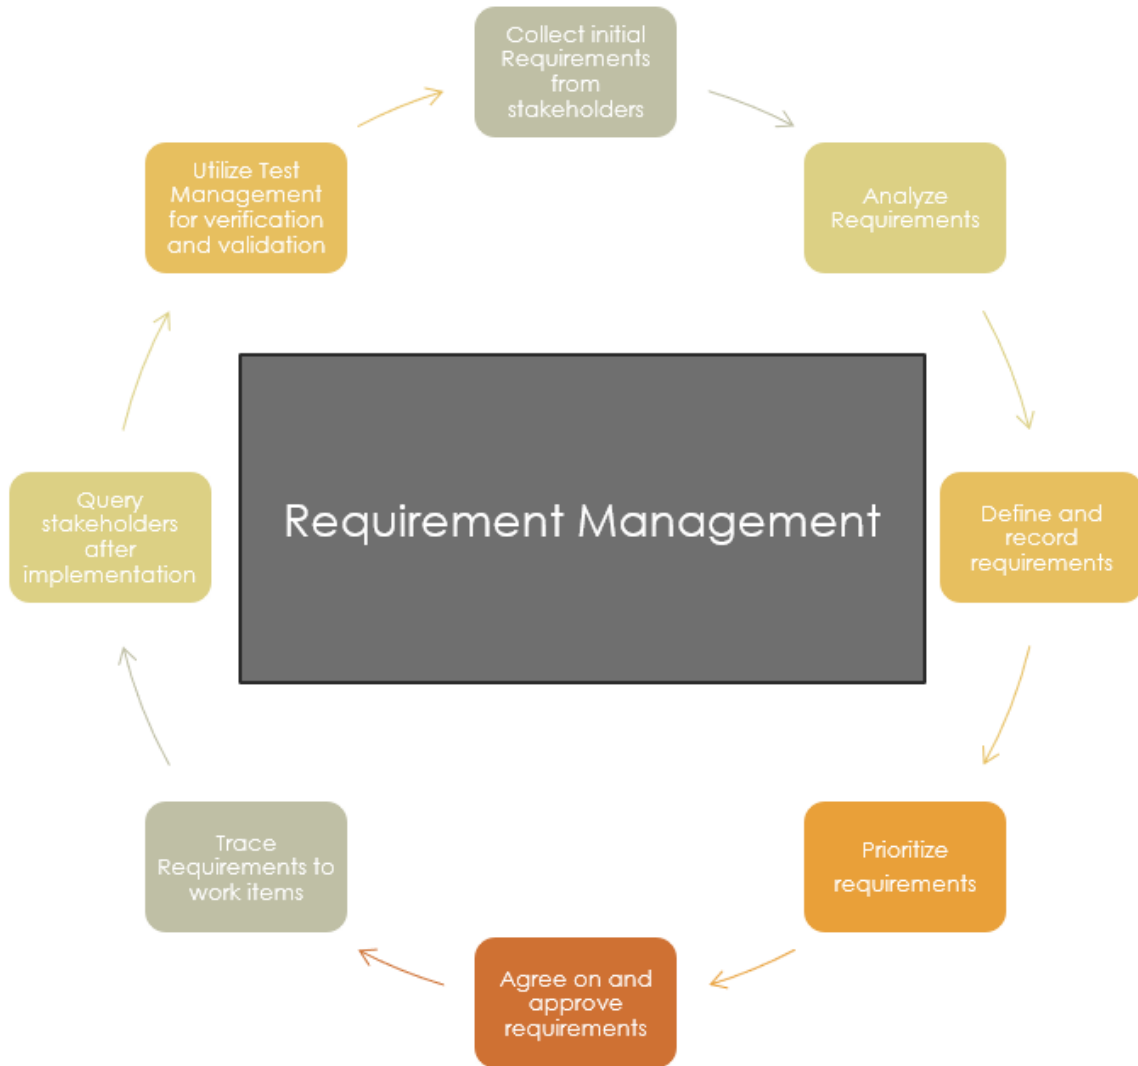 Collect initial
Requirements
from
stakeholders
Analyze
Requirements
Define and
record
requirements
Prioritize
requirements
Agree on and
approve
requirements
Trace
Requirements to
work items
Query
stakeholders
after
implementation
Utilize Test
Management
for verification
and validation
Requirement Management